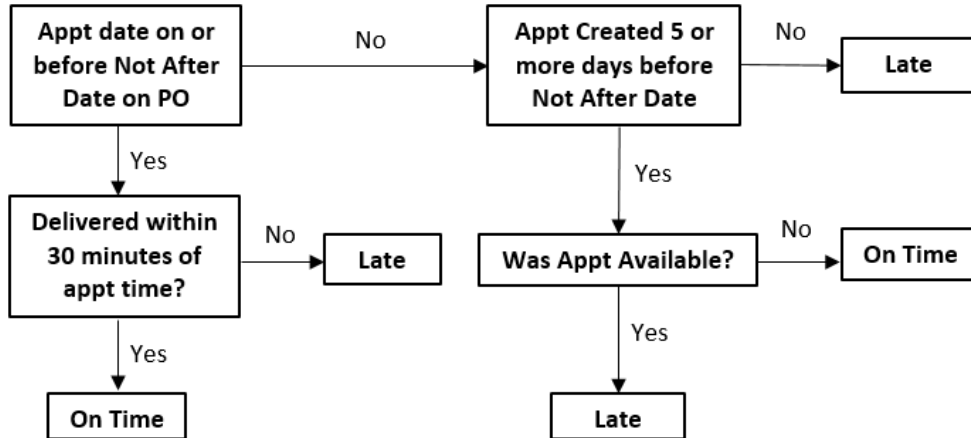 Appt date on or
before Not After
Date on PO
No
Appt Created 5 or
more days before
Not After Date
No
Late
Yes
Yes
Delivered within
30 minutes of
appt time?
No
Late
Was Appt Available?
No
On Time
Yes
Yes
On Time
Late